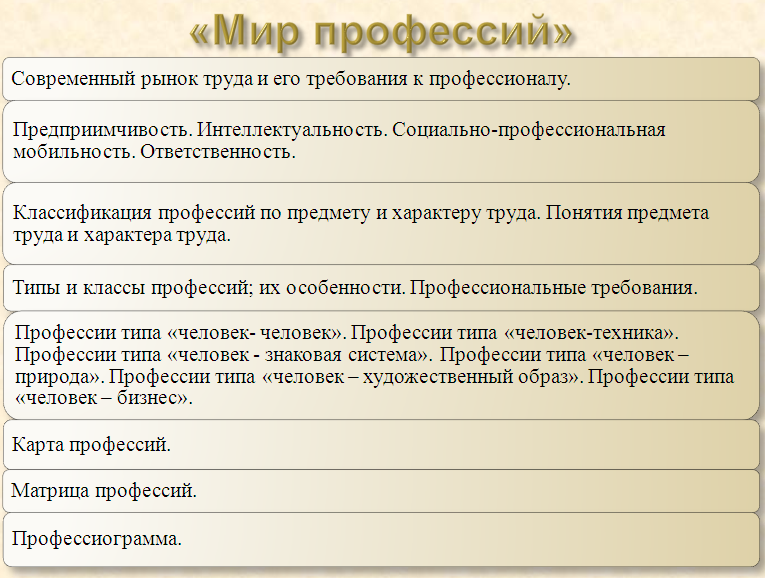 «Мир профессий»
Современный рынок труда и его требования к профессионалу.
Предприимчивость. Интеллектуальность. Социально-профессиональная
мобильность. Ответственность.
Классификация профессий по предмету и характеру труда. Понятия предмета
труда и характера труда.
Типы и классы профессий; их особенности. Профессиональные требования.
Профессии типа «человек- человек». Профессии типа «человек-техника».
Профессии типа «человек - знаковая система». Профессии типа «человек –
природа». Профессии типа «человек – художественный образ». Профессии типа
«человек – бизнес».
Карта профессий.
Матрица профессий.
Профессиограмма.